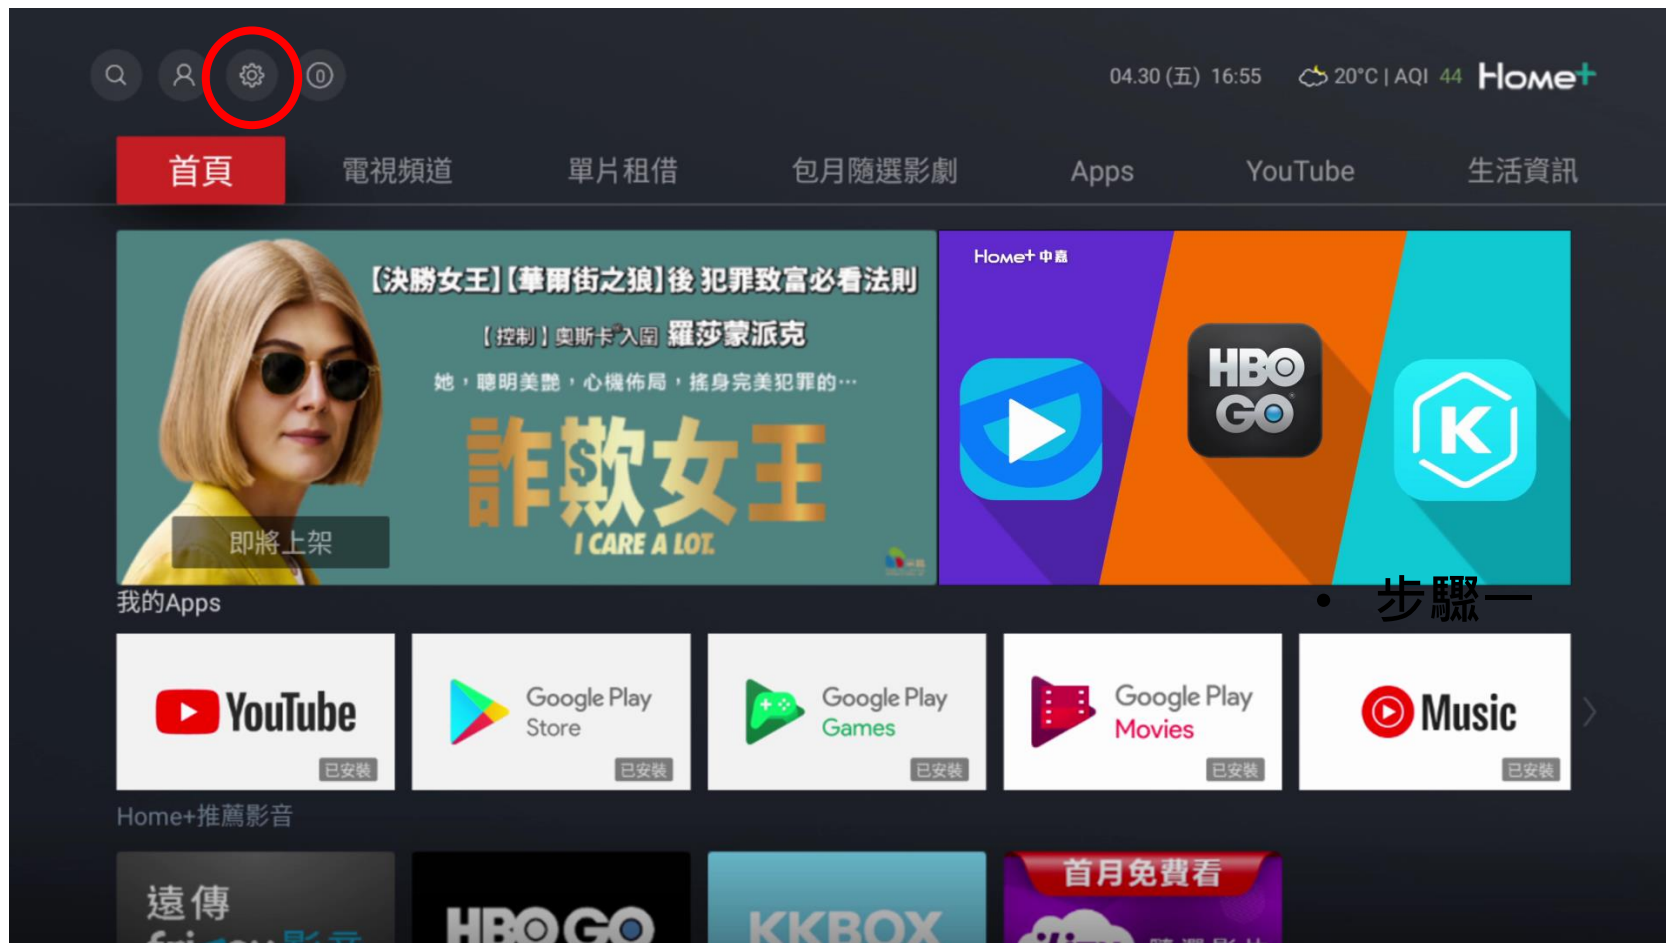 0
04.30 (五) 16:55 20°C | AQI 44 Home+
首頁 電視頻道 單片租借 包月隨選影劇 Apps YouTube 生活資訊
【決勝女王】【華爾街之狼】後 犯罪致富必看法則
【控制】奧斯卡®入圍 羅莎蒙派克
她，聰明美艷，心機佈局，搖身完美犯罪的…
詐欺女王
I CARE A LOT.
即將上架
Home+ 中嘉
HBO
GO
K
• 步驟一
我的Apps
YouTube
已安裝
Google Play
Store
已安裝
Google Play
Games
已安裝
Google Play
Movies
已安裝
Music
已安裝
Home+推薦影音
遠傳
HBO GO
KKBOX
首月免費看